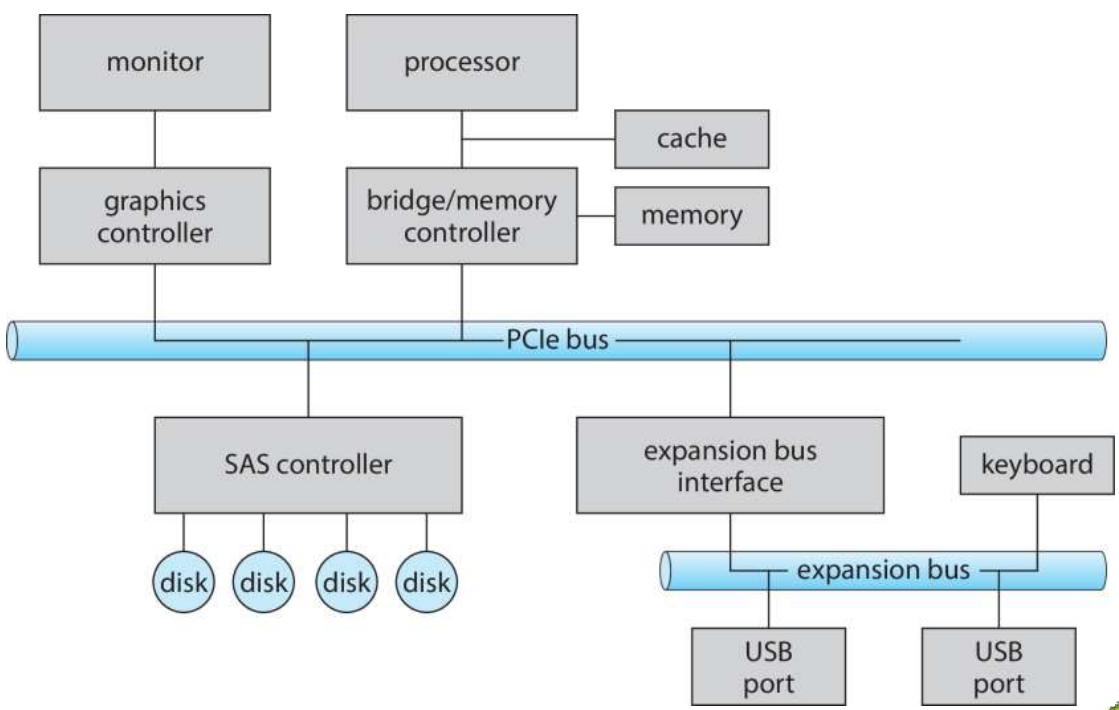 monitor
processor
cache
graphics
controller
bridge/memory
controller
memory
PCIe bus
SAS controller
expansion bus
interface
keyboard
disk
disk
disk
disk
expansion bus
USB
port
USB
port